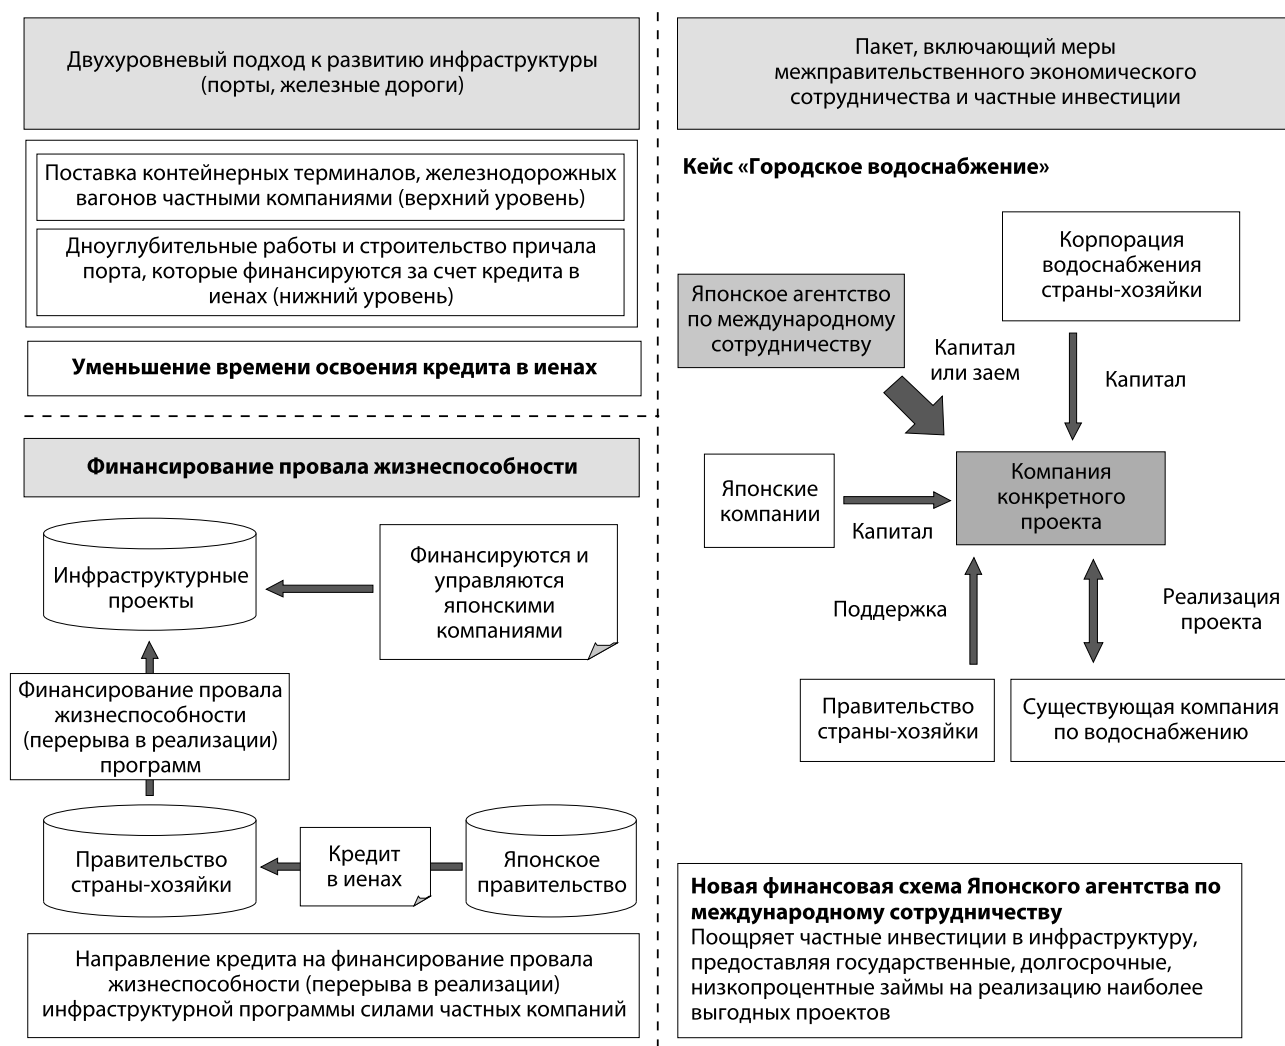 Двухуровневый подход к развитию инфраструктуры
(порты, железные дороги)
Поставка контейнерных терминалов, железнодорожных
вагонов частными компаниями (верхний уровень)
Дноуглубительные работы и строительство причала
порта, которые финансируются за счет кредита в
иенах (нижний уровень)
Уменьшение времени освоения кредита в иенах
Финансирование провала жизнеспособности
Инфраструктурные
проекты
Финансируются и
управляются
японскими
компаниями
Финансирование провала
жизнеспособности
(перерыва в реализации)
программ
Правительство
страны-хозяйки
Кредит
в иенах
Японское
правительство
Направление кредита на финансирование провала
жизнеспособности (перерыва в реализации)
инфраструктурной программы силами частных компаний
Пакет, включающий меры
межправительственного экономического
сотрудничества и частные инвестиции
Кейс «Городское водоснабжение»
Корпорация
водоснабжения
страны-хозяйки
Японское агентство
по международному
сотрудничеству
Капитал
или заем
Капитал
Японские
компании
Капитал
Компания
конкретного
проекта
Поддержка
Реализация
проекта
Правительство
страны-хозяйки
Существующая компания
по водоснабжению
Новая финансовая схема Японского агентства по
международному сотрудничеству
Поощряет частные инвестиции в инфраструктуру,
предоставляя государственные, долгосрочные,
низкопроцентные займы на реализацию наиболее
выгодных проектов